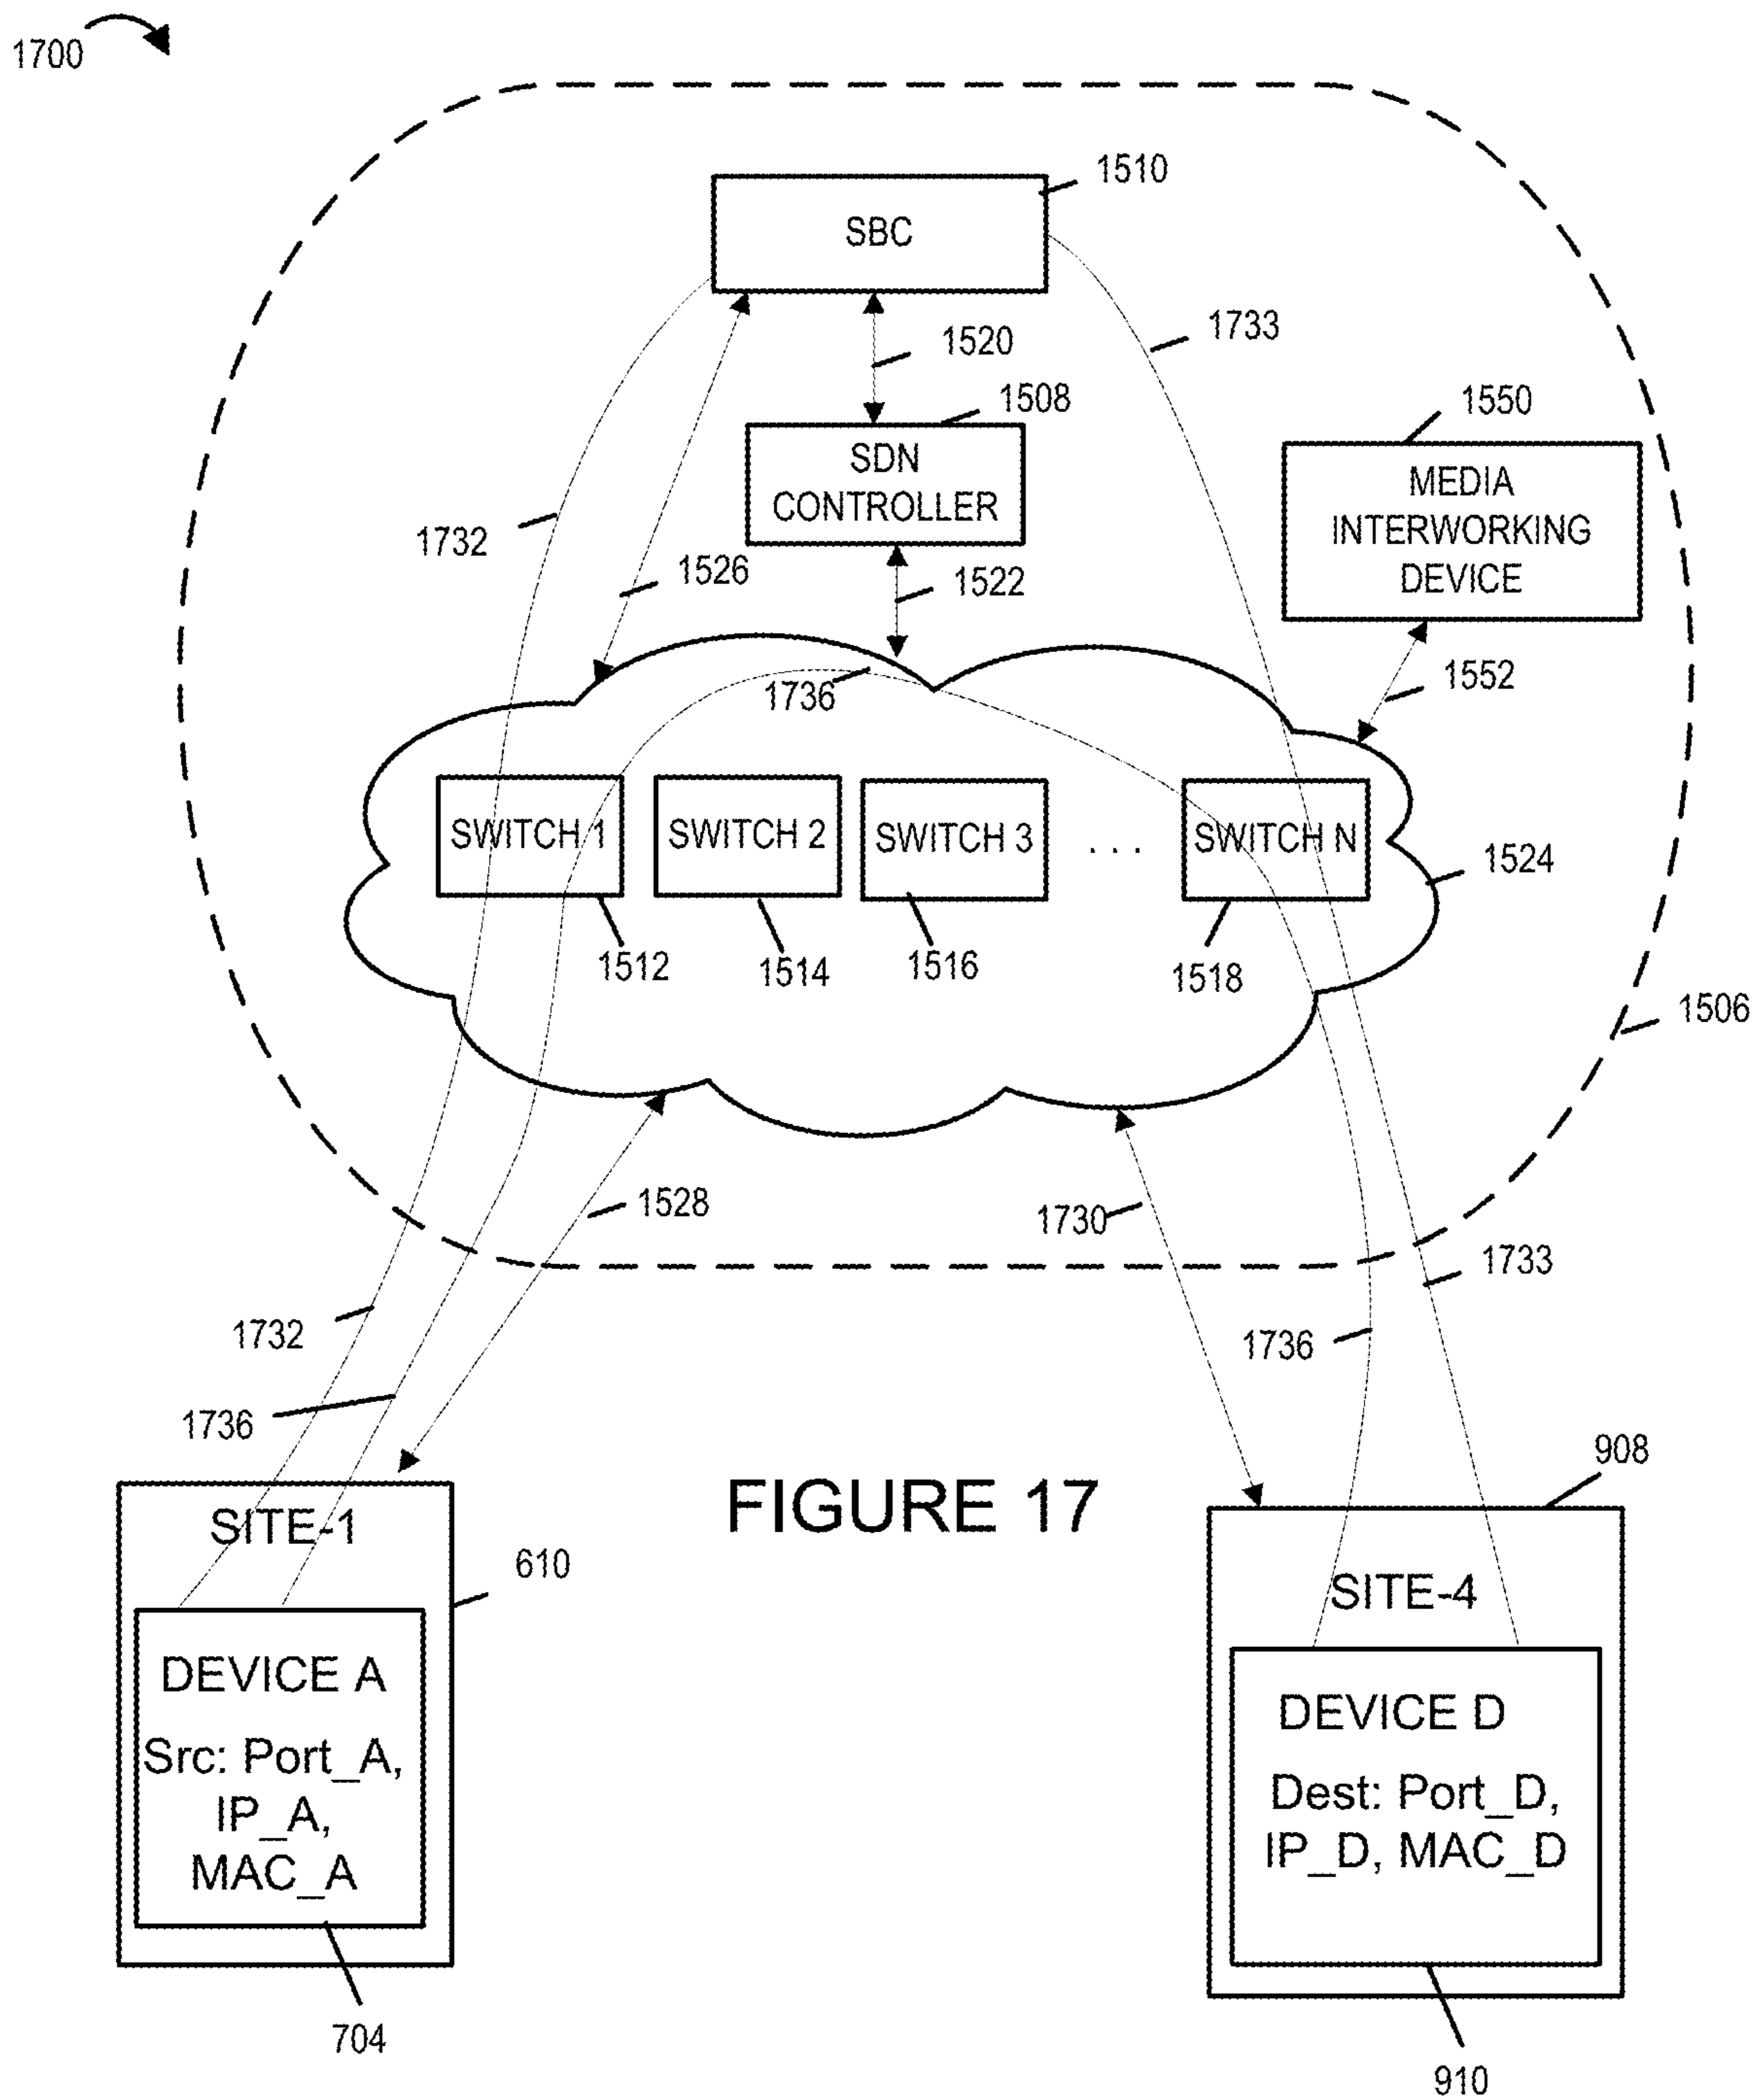 1700
1510
SBC
1733
1520
1508
1550
SDN
CONTROLLER
MEDIA
INTERWORKING
DEVICE
1732
1526
1522
1552
1736
SWITCH 1
SWITCH 2
SWITCH 3
. . .
SWITCH N
1524
1512
1514
1516
1518
1506
1528
1730
1733
1732
1736
1736
908
FIGURE 17
SITE-1
610
SITE-4
DEVICE A
Src: Port_A,
IP_A,
MAC_A
DEVICE D
Dest: Port_D,
IP_D, MAC_D
704
910